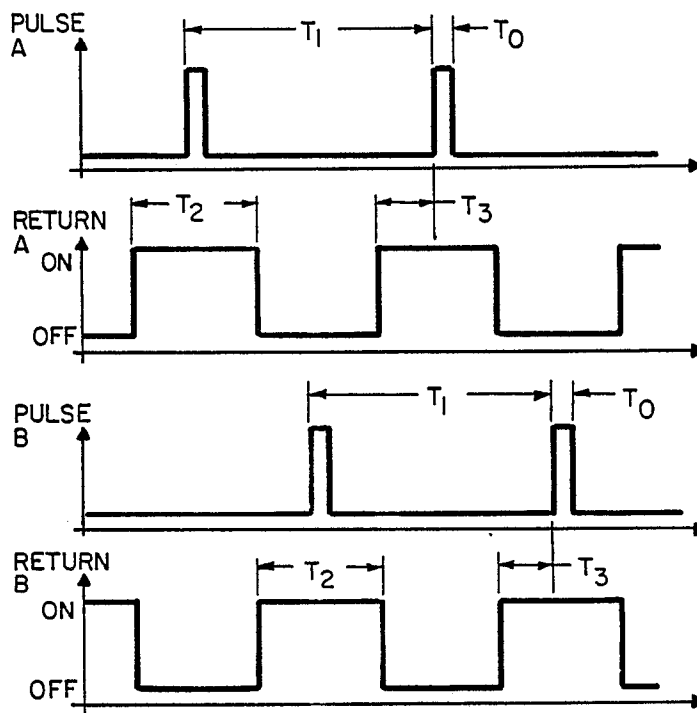 PULSE
A
T1
T0
RETURN
A
T2
T3
ON
OFF
PULSE
B
T1
T0
RETURN
B
T2
T3
ON
OFF